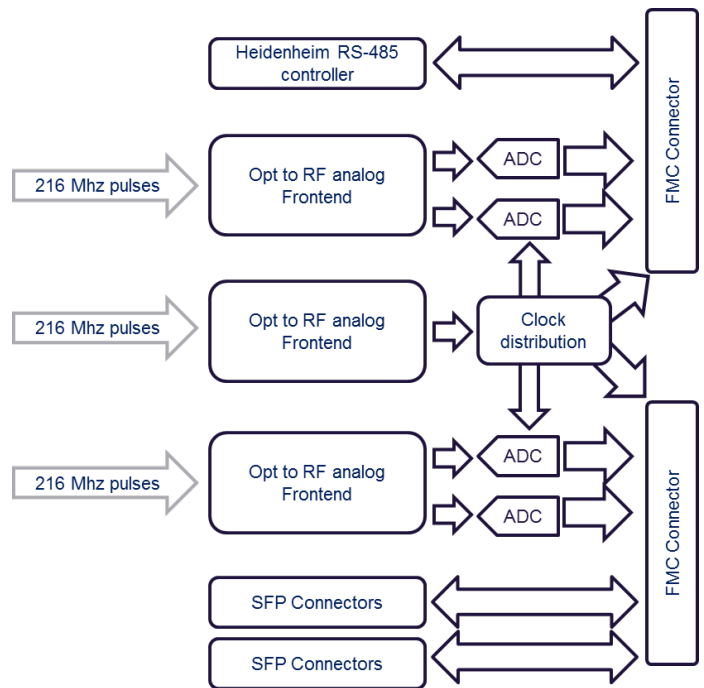 Heidenheim RS-485
controller
FMC Connector
216 Mhz pulses
Opt to RF analog
Frontend
ADC
ADC
216 Mhz pulses
Opt to RF analog
Frontend
Clock
distribution
216 Mhz pulses
Opt to RF analog
Frontend
ADC
ADC
FMC Connector
SFP Connectors
SFP Connectors